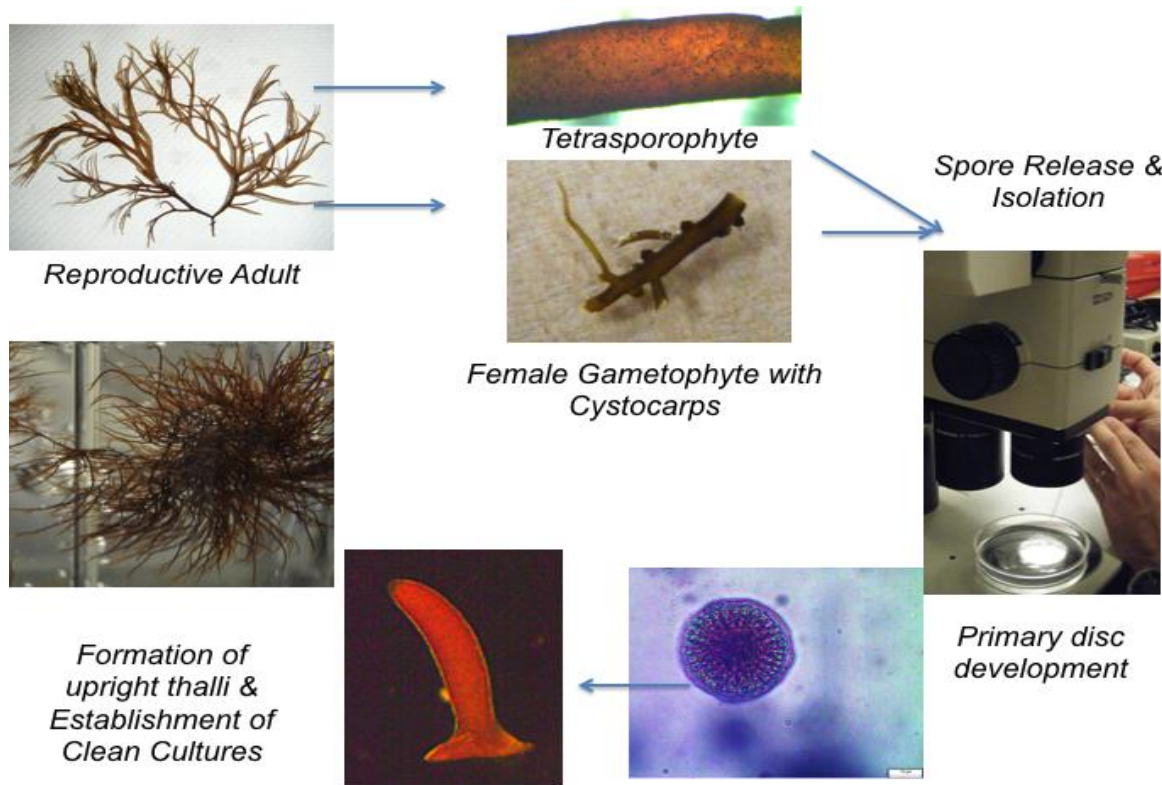 Tetrasporophyte
Spore Release &
Isolation
Reproductive Adult
Female Gametophyte with
Cystocarps
Primary disc
development
Formation of
upright thalli &
Establishment of
Clean Cultures